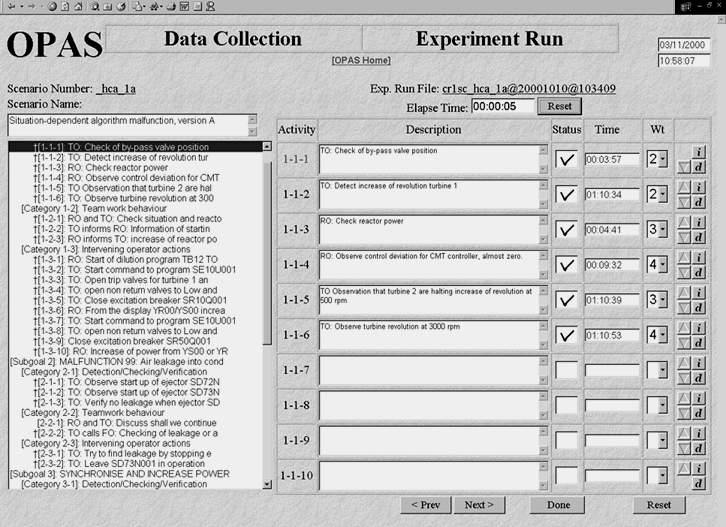 OPAS
Data Collection
Experiment Run
03/11/2000
10:58:07
[OPAS Home]
Scenario Number: _hca_1a
Exp. Run File: cr1sc_hca_1a@20001010@103409
Scenario Name:
Elapse Time: 00:00:05 Reset
Situation-dependent algorithm malfunction, version A
†[1-1-1]: TO: Check of by-pass valve position
†[1-1-2]: TO: Detect increase of revolution tur
†[1-1-3]: RO: Check reactor power
†[1-1-4]: RO: Observe control deviation for CMT
†[1-1-5]: TO Observation that turbine 2 are hal
†[1-1-6]: TO: Observe turbine revolution at 300
[Category 1-2]: Team work behaviour
†[1-2-1]: RO and TO: Check situation and reacto
†[1-2-2]: TO informs RO: Information of startin
†[1-2-3]: RO informs TO: increase of reactor po
[Category 1-3]: Intervening operator actions
†[1-3-1]: RO: Start of dilution program TB12 TO
†[1-3-2]: TO: Start command to program SE10U001
†[1-3-3]: TO: Open trip valves for turbine 1 an
†[1-3-4]: TO: open non return valves to Low and
†[1-3-5]: TO: Close excitation breaker SR10Q001
†[1-3-6]: RO: From the display YR00/YS00 increa
†[1-3-7]: TO: Start command to program SE10U001
†[1-3-8]: TO: open non return valves to Low and
†[1-3-9]: Close excitation breaker SR50Q001
†[1-3-10]: RO: Increase of power from YS00 or YR
[Subgoal 2]: MALFUNCTION 99: Air leakage into cond
[Category 2-1]: Detection/Checking/Verification
†[2-1-1]: TO: Observe start up of ejector SD72N
†[2-1-2]: TO: Observe start up of ejector SD73N
†[2-1-3]: TO: Verify no leakage when ejector SD
[Category 2-2]: Teamwork behaviour
[2-2-1]: RO and TO: Discuss shall we continue
†[2-2-2]: TO calls FO: Checking of leakage or a
[Category 2-3]: Intervening operator actions
†[2-3-1]: TO: Try to find leakage by stopping e
†[2-3-2]: TO: Leave SD73N001 in operation
[Subgoal 3]: SYNCHRONISE AND INCREASE POWER
[Category 3-1]: Detection/Checking/Verification
Activity Description Status Time Wt
1-1-1 TO: Check of by-pass valve position 00:03:57 2 i d
1-1-2 TO: Detect increase of revolution turbine 1 01:10:34 2 i d
1-1-3 RO: Check reactor power 00:04:41 3 i d
1-1-4 RO: Observe control deviation for CMT controller, almost zero. 00:09:32 4 i d
1-1-5 TO Observation that turbine 2 are halting increase of revolution at
500 rpm 01:10:39 3 i d
1-1-6 TO: Observe turbine revolution at 3000 rpm 01:10:53 4 i d
1-1-7 i d
1-1-8 i d
1-1-9 i d
1-1-10 i d
< Prev Next > Done Reset